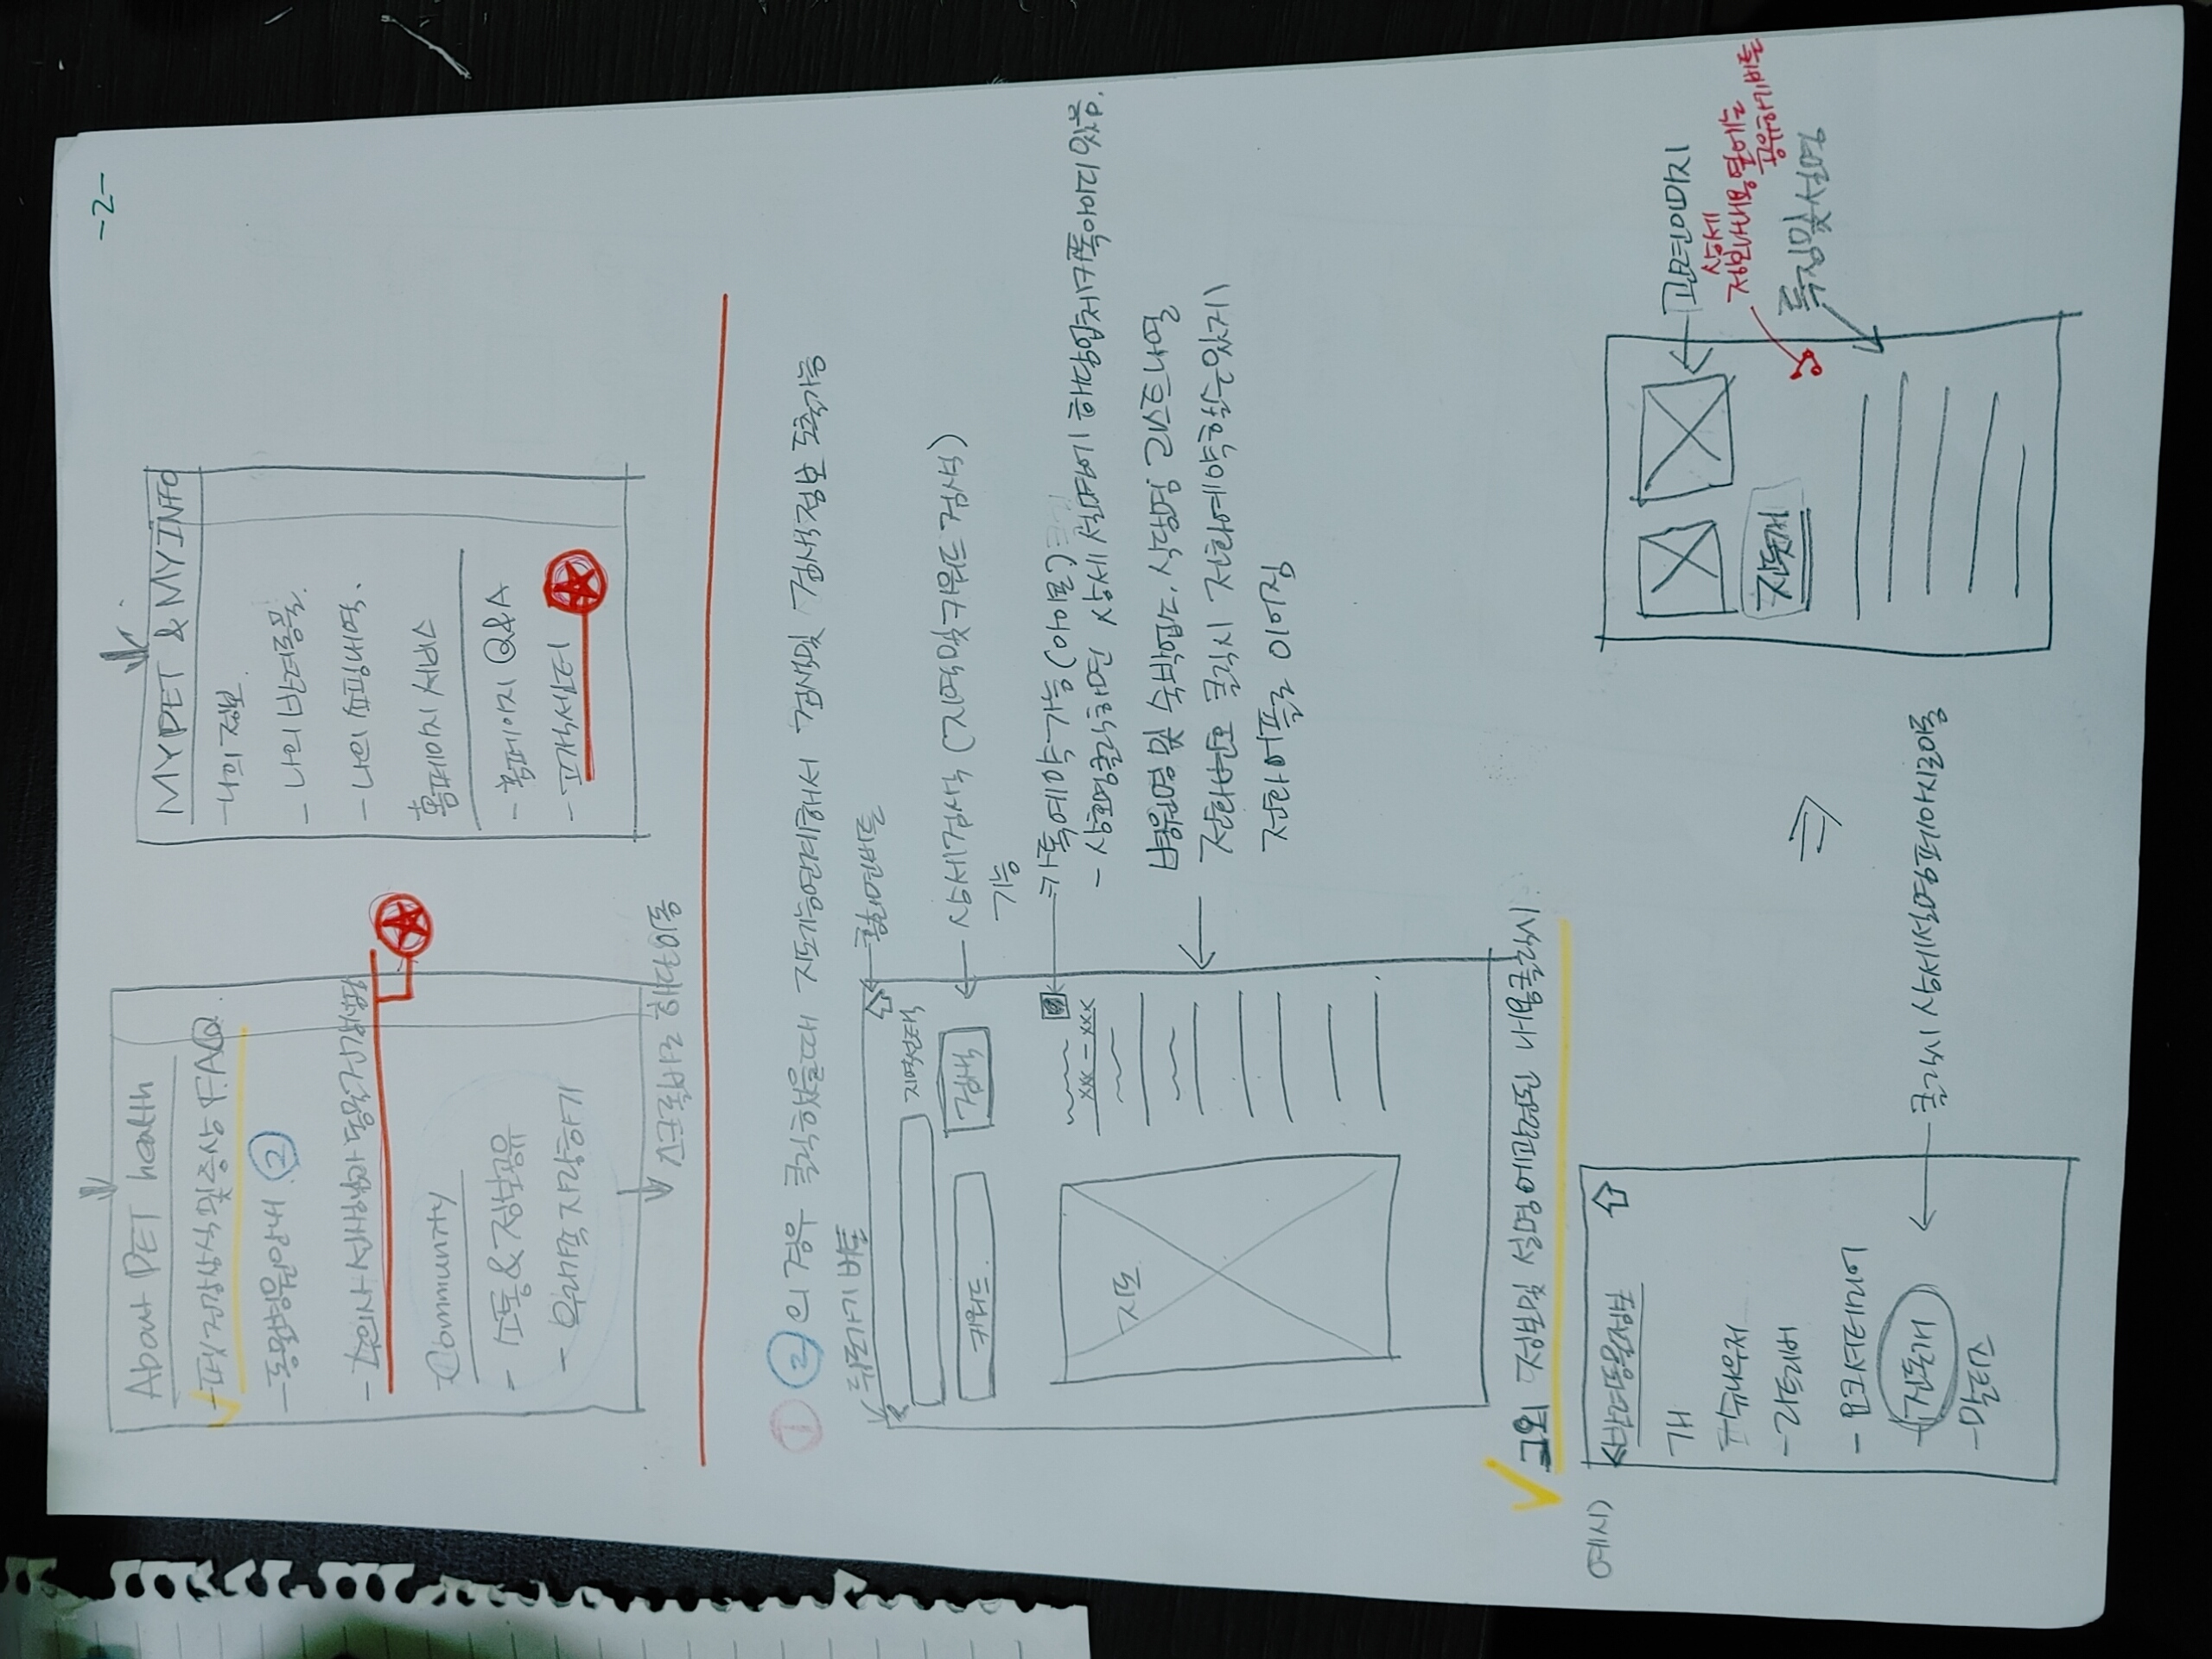 -2-
About PET health
- 펫 건강상식 및 증상 FAQ.
- 동물병원안내 ②
- 수의사 선생님과 동물건강상담
Community
- 소통&정보공유
- 우리가족 자랑하기
스크롤바로 해당이동
MY PET & MY INFO
- 나의 정보.
- 나의 반려동물.
- 나의 쇼핑내역.
홈페이지 서비스
- 홈페이지 Q&A
- 고객센터
① ②의 경우 클릭했을때 지도기능연계해서 검색및 검색정보 도출가능
뒤로가기 버튼
홈화면버튼
지역선택
키워드.
검색
상세검색 (지역및키워드 검색)
기능
카톡예약가능 (아이콘)
- 상호명클릭하면 상세 설명에 해당업체카톡아이디 있음.
xxx - xxx
지도
병원명 및 숙박업소, 식당명 리스트나열
전화번호 클릭시 전화예약할수있게
전화어플로 이어짐
그외 정보및 설명에관련된 내용클릭시
예시)
<반려동물정보
개
슈나우저
- 리트리버
- 요크셔테리어
- 진돗개
- 말티즈
클릭시 상세설명페이지로이동
관련이미지
상세
정보나내용옆에는
공유하기버튼
진돗개
특징및설명